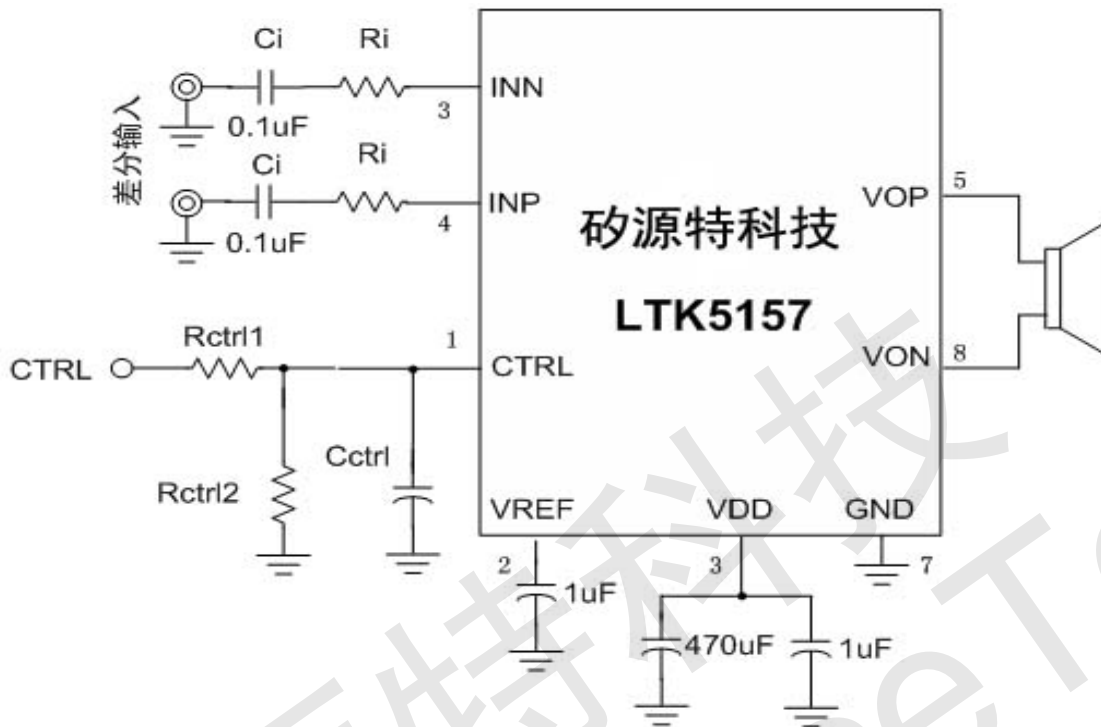 Ci Ri
INN
3
0.1uF
差分输入
Ci Ri
INP
4
0.1uF
矽源特科技
LTK5157
VOP 5
VON 8
Rctrl1
1
CTRL
CTRL
Rctrl2
Cctrl
VREF VDD GND
2 3 7
1uF
470uF 1uF